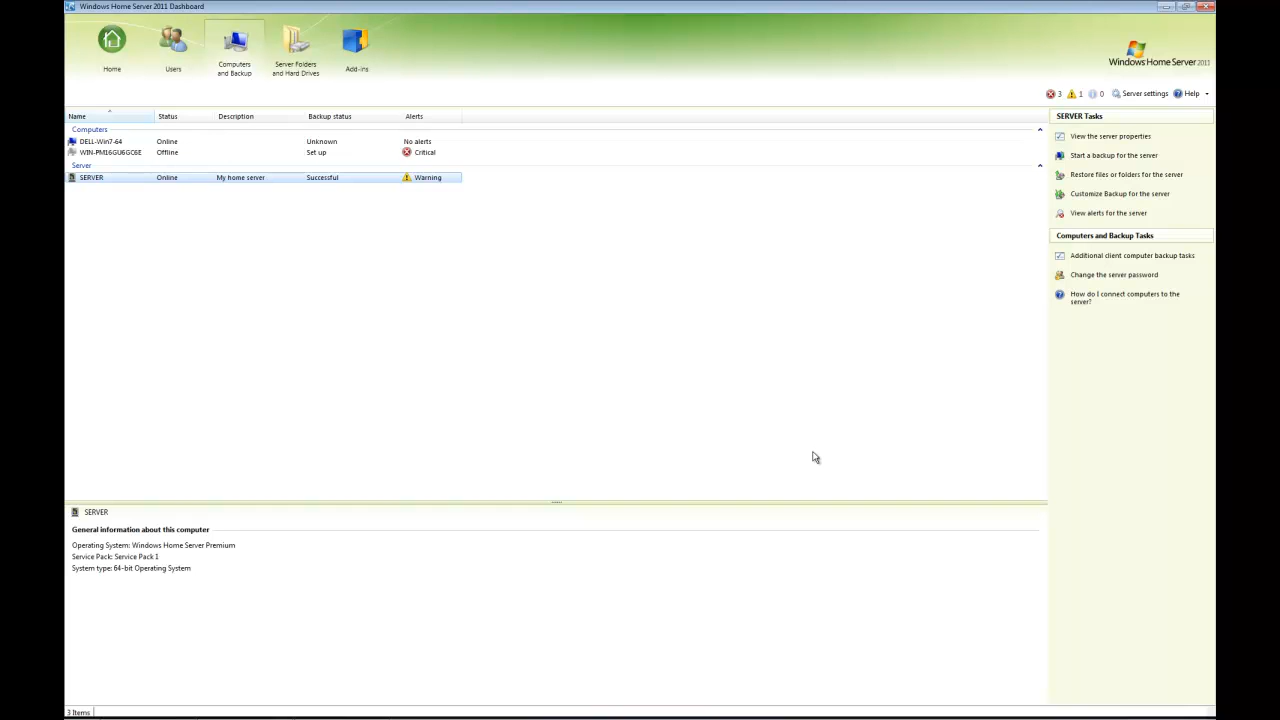 Windows Home Server 2011 Dashboard
Home
Users
Computers
and Backup
Server Folders
and Hard Drives
Add-ins
Windows Home Server 2011
3 1 0 Server settings Help
Name Status Description Backup status Alerts
Computers
DELL-Win7-64 Online Unknown No alerts
WIN-PM16GU6GC6E Offline Set up Critical
Server
SERVER Online My home server Successful Warning
SERVER Tasks
View the server properties
Start a backup for the server
Restore files or folders for the server
Customize Backup for the server
View alerts for the server
Computers and Backup Tasks
Additional client computer backup tasks
Change the server password
How do I connect computers to the
server?
SERVER
General information about this computer
Operating System: Windows Home Server Premium
Service Pack: Service Pack 1
System type: 64-bit Operating System
3 Items